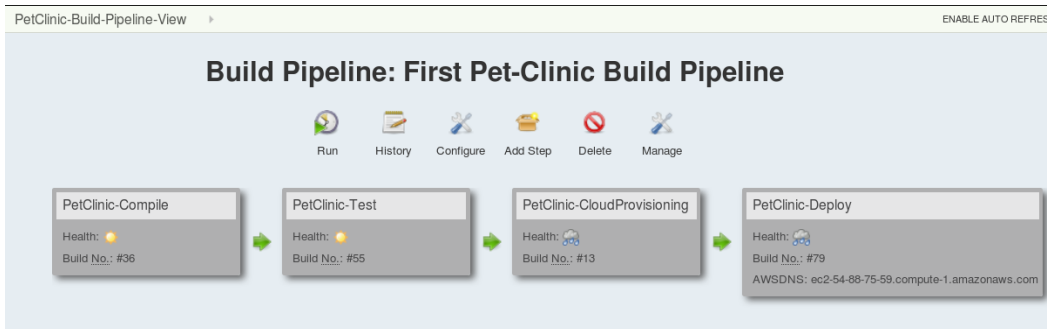 PetClinic-Build-Pipeline-View
ENABLE AUTO REFRES
Build Pipeline: First Pet-Clinic Build Pipeline
Run History Configure Add Step Delete Manage
PetClinic-Compile
Health:
Build No.: #36
PetClinic-Test
Health:
Build No.: #55
PetClinic-CloudProvisioning
Health:
Build No.: #13
PetClinic-Deploy
Health:
Build No.: #79
AWSDNS: ec2-54-88-75-59.compute-1.amazonaws.com